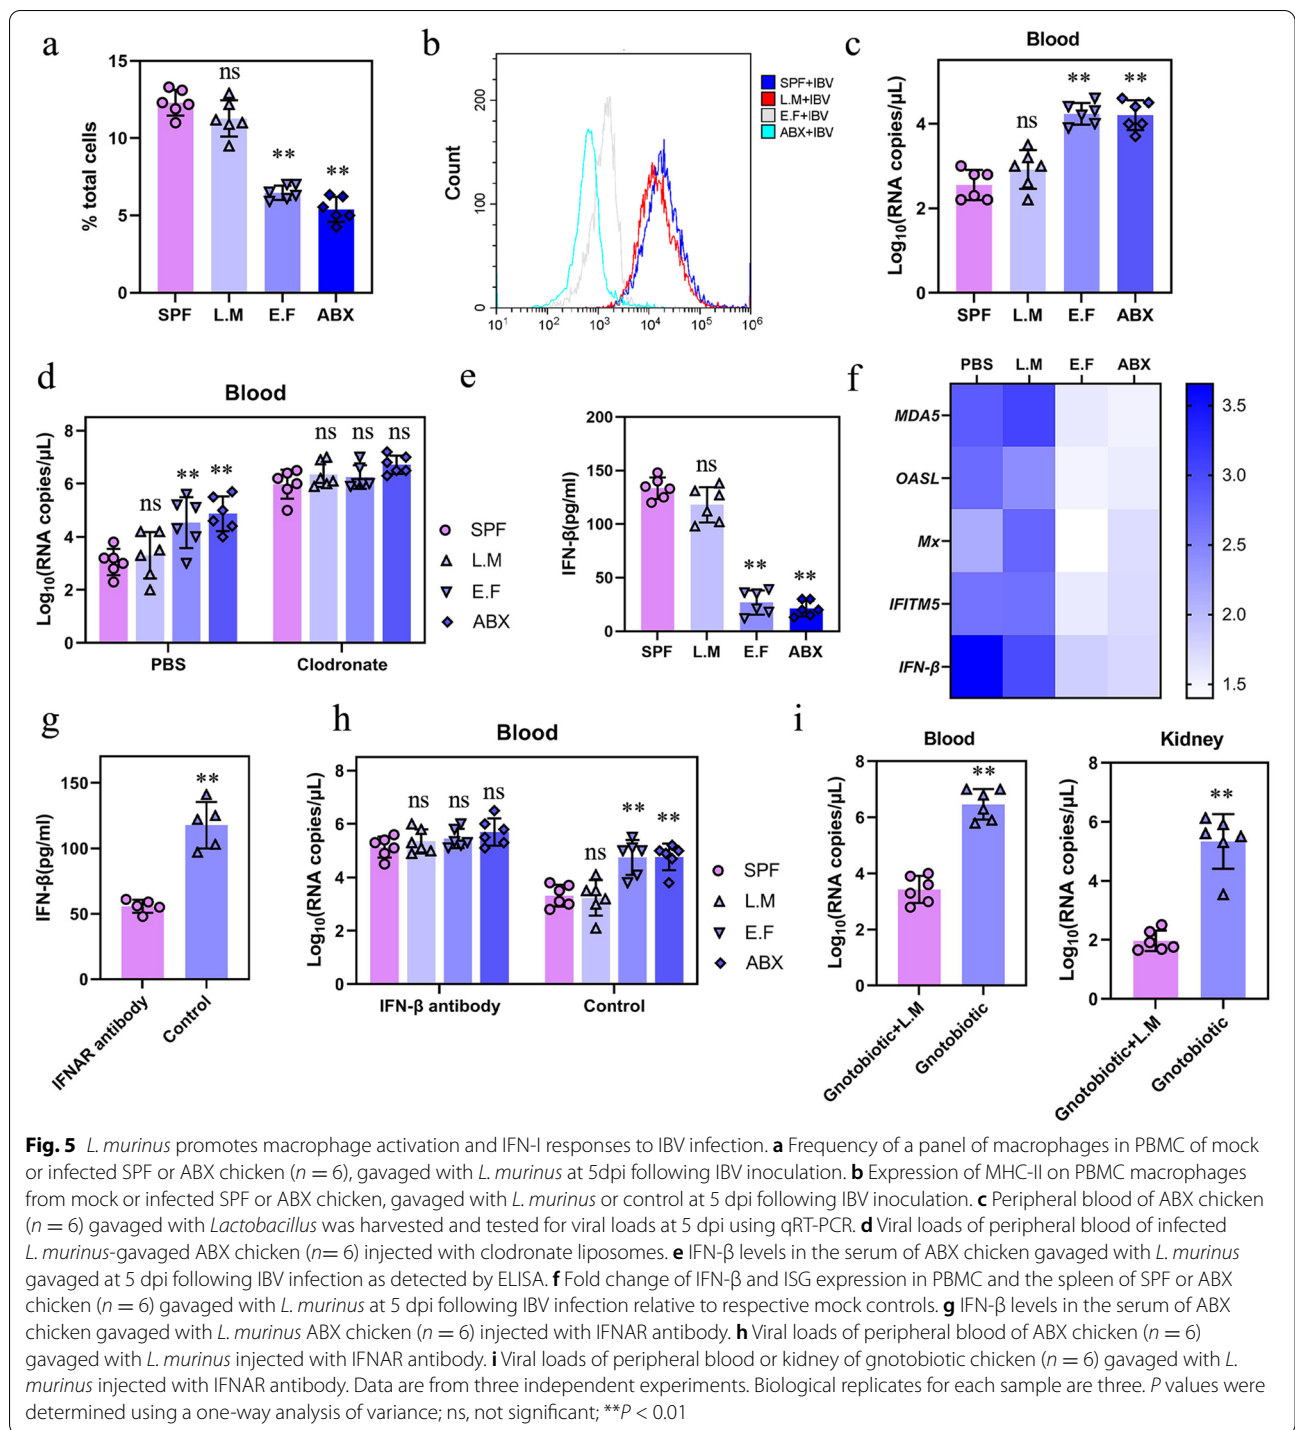 a
15
10
5
0
% total cells
ns
**
**
SPF L.M E.F ABX
b
200
100
0
Count
10¹ 10² 10³ 10⁴ 10⁵ 10⁶
SPF+IBV
L.M+IBV
E.F+IBV
ABX+IBV
c
Blood
4
2
0
Log₁₀(RNA copies/μL)
ns
**
**
SPF L.M E.F ABX
d
Blood
8
6
4
2
0
Log₁₀(RNA copies/μL)
ns
**
**
ns
ns
ns
PBS Clodronate
SPF
L.M
E.F
ABX
e
200
150
100
50
0
IFN-β(pg/ml)
ns
**
**
SPF L.M E.F ABX
f
PBS L.M E.F ABX
MDA5
OASL
Mx
IFITM5
IFN-β
3.5
3.0
2.5
2.0
1.5
g
150
100
50
0
IFN-β(pg/ml)
**
IFNAR antibody
Control
h
Blood
8
6
4
2
0
Log₁₀(RNA copies/μL)
ns
ns
ns
ns
**
**
IFN-β antibody Control
SPF
L.M
E.F
ABX
i
Blood
8
6
4
2
0
Log₁₀(RNA copies/μL)
**
Gnotobiotic+L.M
Gnotobiotic
Kidney
8
6
4
2
0
Log₁₀(RNA copies/μL)
**
Gnotobiotic+L.M
Gnotobiotic
Fig. 5 L. murinus promotes macrophage activation and IFN-I responses to IBV infection. a Frequency of a panel of macrophages in PBMC of mock
or infected SPF or ABX chicken (n = 6), gavaged with L. murinus at 5dpi following IBV inoculation. b Expression of MHC-II on PBMC macrophages
from mock or infected SPF or ABX chicken, gavaged with L. murinus or control at 5 dpi following IBV inoculation. c Peripheral blood of ABX chicken
(n = 6) gavaged with Lactobacillus was harvested and tested for viral loads at 5 dpi using qRT-PCR. d Viral loads of peripheral blood of infected
L. murinus-gavaged ABX chicken (n= 6) injected with clodronate liposomes. e IFN-β levels in the serum of ABX chicken gavaged with L. murinus
gavaged at 5 dpi following IBV infection as detected by ELISA. f Fold change of IFN-β and ISG expression in PBMC and the spleen of SPF or ABX
chicken (n = 6) gavaged with L. murinus at 5 dpi following IBV infection relative to respective mock controls. g IFN-β levels in the serum of ABX
chicken gavaged with L. murinus ABX chicken (n = 6) injected with IFNAR antibody. h Viral loads of peripheral blood of ABX chicken (n = 6)
gavaged with L. murinus injected with IFNAR antibody. i Viral loads of peripheral blood or kidney of gnotobiotic chicken (n = 6) gavaged with L.
murinus injected with IFNAR antibody. Data are from three independent experiments. Biological replicates for each sample are three. P values were
determined using a one-way analysis of variance; ns, not significant; **P < 0.01